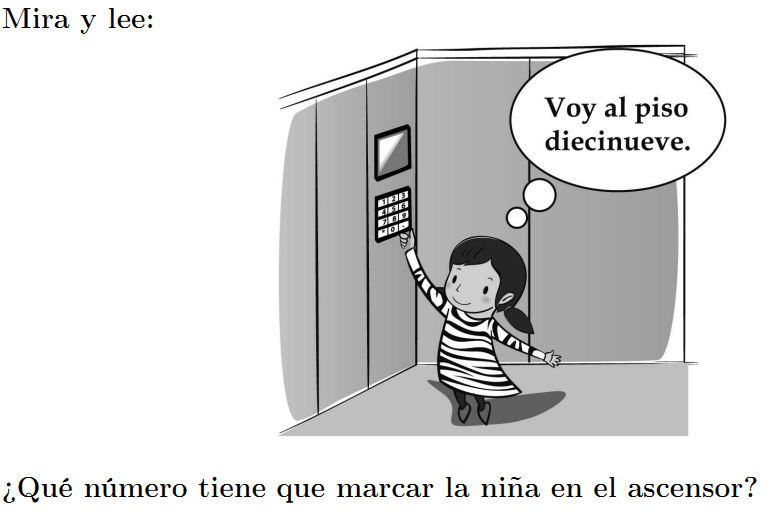 Mira y lee:
Voy al piso
diecinueve.
1 2 3
4 5 6
7 8 9
* 0 .
¿Qué número tiene que marcar la niña en el ascensor?